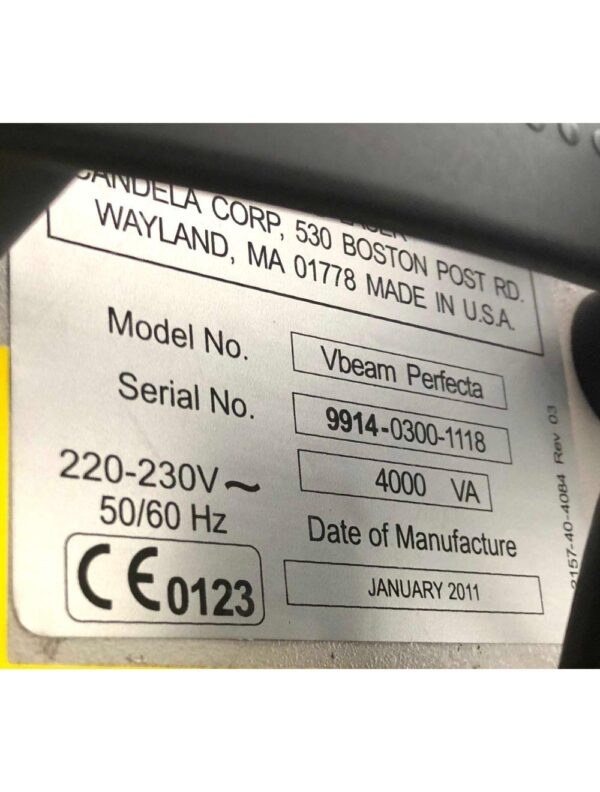 CANDELA CORP, 530 BOSTON POST RD.
WAYLAND, MA 01778 MADE IN U.S.A.
Model No. Vbeam Perfecta
Serial No. 9914-0300-1118
220-230V~ 4000 VA
50/60 Hz
Date of Manufacture
JANUARY 2011
CE0123
2157-40-4084 Rev 03